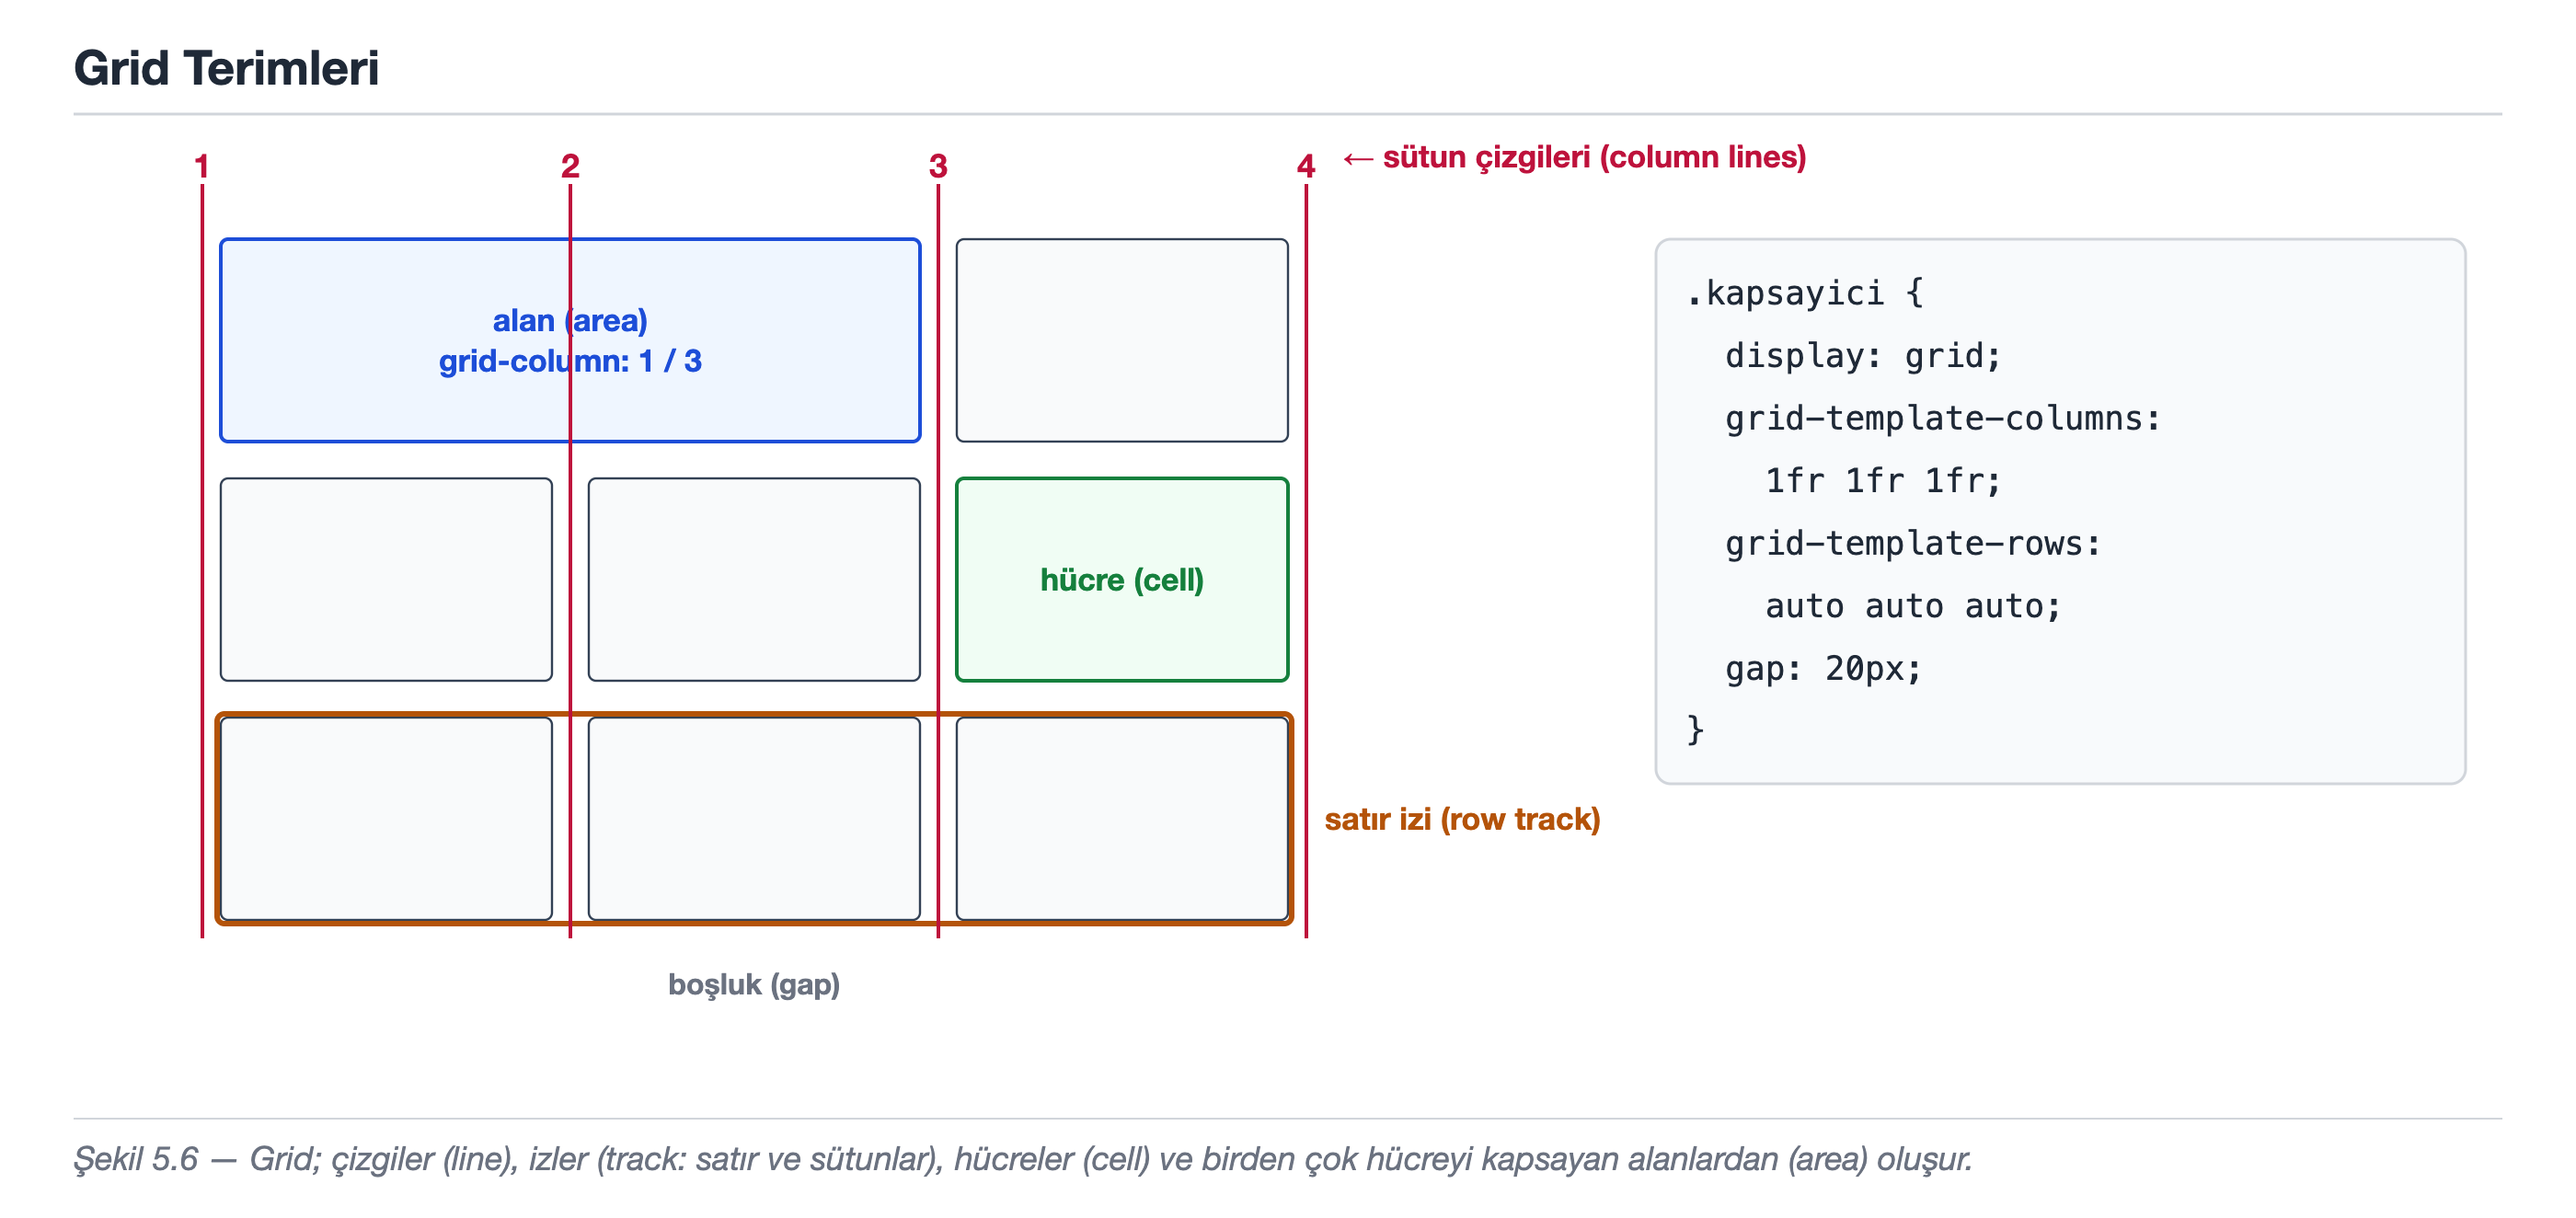 Grid Terimleri
1 2 3 4 ← sütun çizgileri (column lines)
alan (area)
grid-column: 1 / 3
hücre (cell)
satır izi (row track)
boşluk (gap)
.kapsayici {
  display: grid;
  grid-template-columns:
    1fr 1fr 1fr;
  grid-template-rows:
    auto auto auto;
  gap: 20px;
}
Şekil 5.6 — Grid; çizgiler (line), izler (track: satır ve sütunlar), hücreler (cell) ve birden çok hücreyi kapsayan alanlardan (area) oluşur.